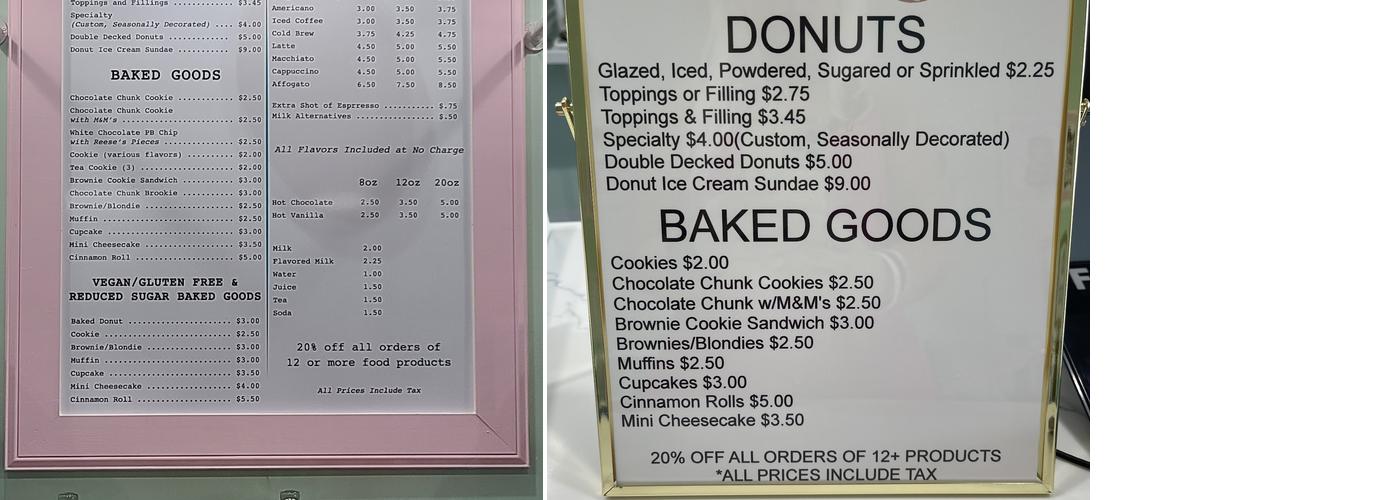 Toppings and Fillings ............ $3.45
Specialty
(Custom, Seasonally Decorated) .... $4.00
Double Decked Donuts ............. $5.00
Donut Ice Cream Sundae ........... $9.00
BAKED GOODS
Chocolate Chunk Cookie ............ $2.50
Chocolate Chunk Cookie
with M&M's ........................ $2.50
White Chocolate PB Chip
with Reese's Pieces ............... $2.50
Cookie (various flavors) .......... $2.00
Tea Cookie (3) .................... $2.00
Brownie Cookie Sandwich ........... $3.00
Chocolate Chunk Brookie ........... $3.00
Brownie/Blondie ................... $2.50
Muffin ............................ $2.50
Cupcake ........................... $3.00
Mini Cheesecake ................... $3.50
Cinnamon Roll ..................... $5.00
VEGAN/GLUTEN FREE &
REDUCED SUGAR BAKED GOODS
Baked Donut ...................... $3.00
Cookie ........................... $2.50
Brownie/Blondie .................. $3.00
Muffin ........................... $3.00
Cupcake .......................... $3.50
Mini Cheesecake .................. $4.00
Cinnamon Roll .................... $5.50
Americano 3.00 3.50 3.75
Iced Coffee 3.00 3.50 3.75
Cold Brew 3.75 4.25 4.75
Latte 4.50 5.00 5.50
Macchiato 4.50 5.00 5.50
Cappuccino 4.50 5.00 5.50
Affogato 6.50 7.50 8.50
Extra Shot of Espresso .......... $.75
Milk Alternatives ................ $.50
All Flavors Included at No Charge
8oz 12oz 20oz
Hot Chocolate 2.50 3.50 5.00
Hot Vanilla 2.50 3.50 5.00
Milk 2.00
Flavored Milk 2.25
Water 1.00
Juice 1.50
Tea 1.50
Soda 1.50
20% off all orders of
12 or more food products
All Prices Include Tax
DONUTS
Glazed, Iced, Powdered, Sugared or Sprinkled $2.25
Toppings or Filling $2.75
Toppings & Filling $3.45
Specialty $4.00(Custom, Seasonally Decorated)
Double Decked Donuts $5.00
Donut Ice Cream Sundae $9.00
BAKED GOODS
Cookies $2.00
Chocolate Chunk Cookies $2.50
Chocolate Chunk w/M&M's $2.50
Brownie Cookie Sandwich $3.00
Brownies/Blondies $2.50
Muffins $2.50
Cupcakes $3.00
Cinnamon Rolls $5.00
Mini Cheesecake $3.50
20% OFF ALL ORDERS OF 12+ PRODUCTS
*ALL PRICES INCLUDE TAX